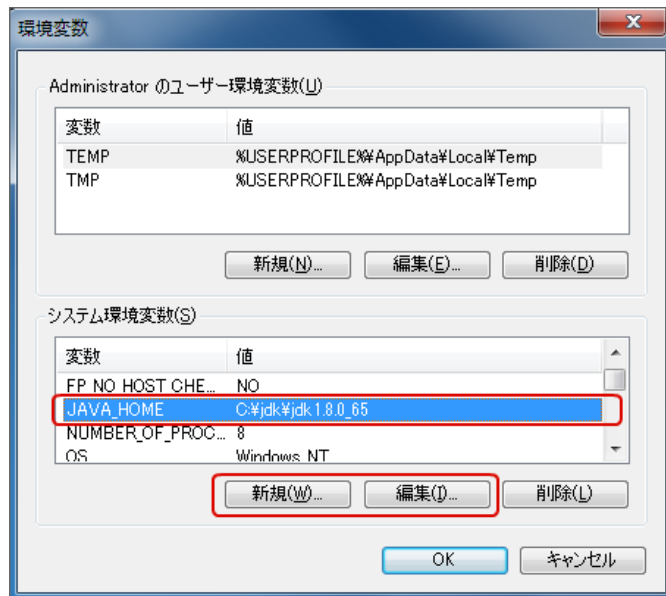 環境変数
Administrator のユーザー環境変数(U)
変数 値
TEMP %USERPROFILE%¥AppData¥Local¥Temp
TMP %USERPROFILE%¥AppData¥Local¥Temp
新規(N)... 編集(E)... 削除(D)
システム環境変数(S)
変数 値
FP_NO_HOST_CHE... NO
JAVA_HOME C:¥jdk¥jdk1.8.0_65
NUMBER_OF_PROC... 8
OS Windows_NT
新規(W)... 編集(I)... 削除(L)
OK キャンセル